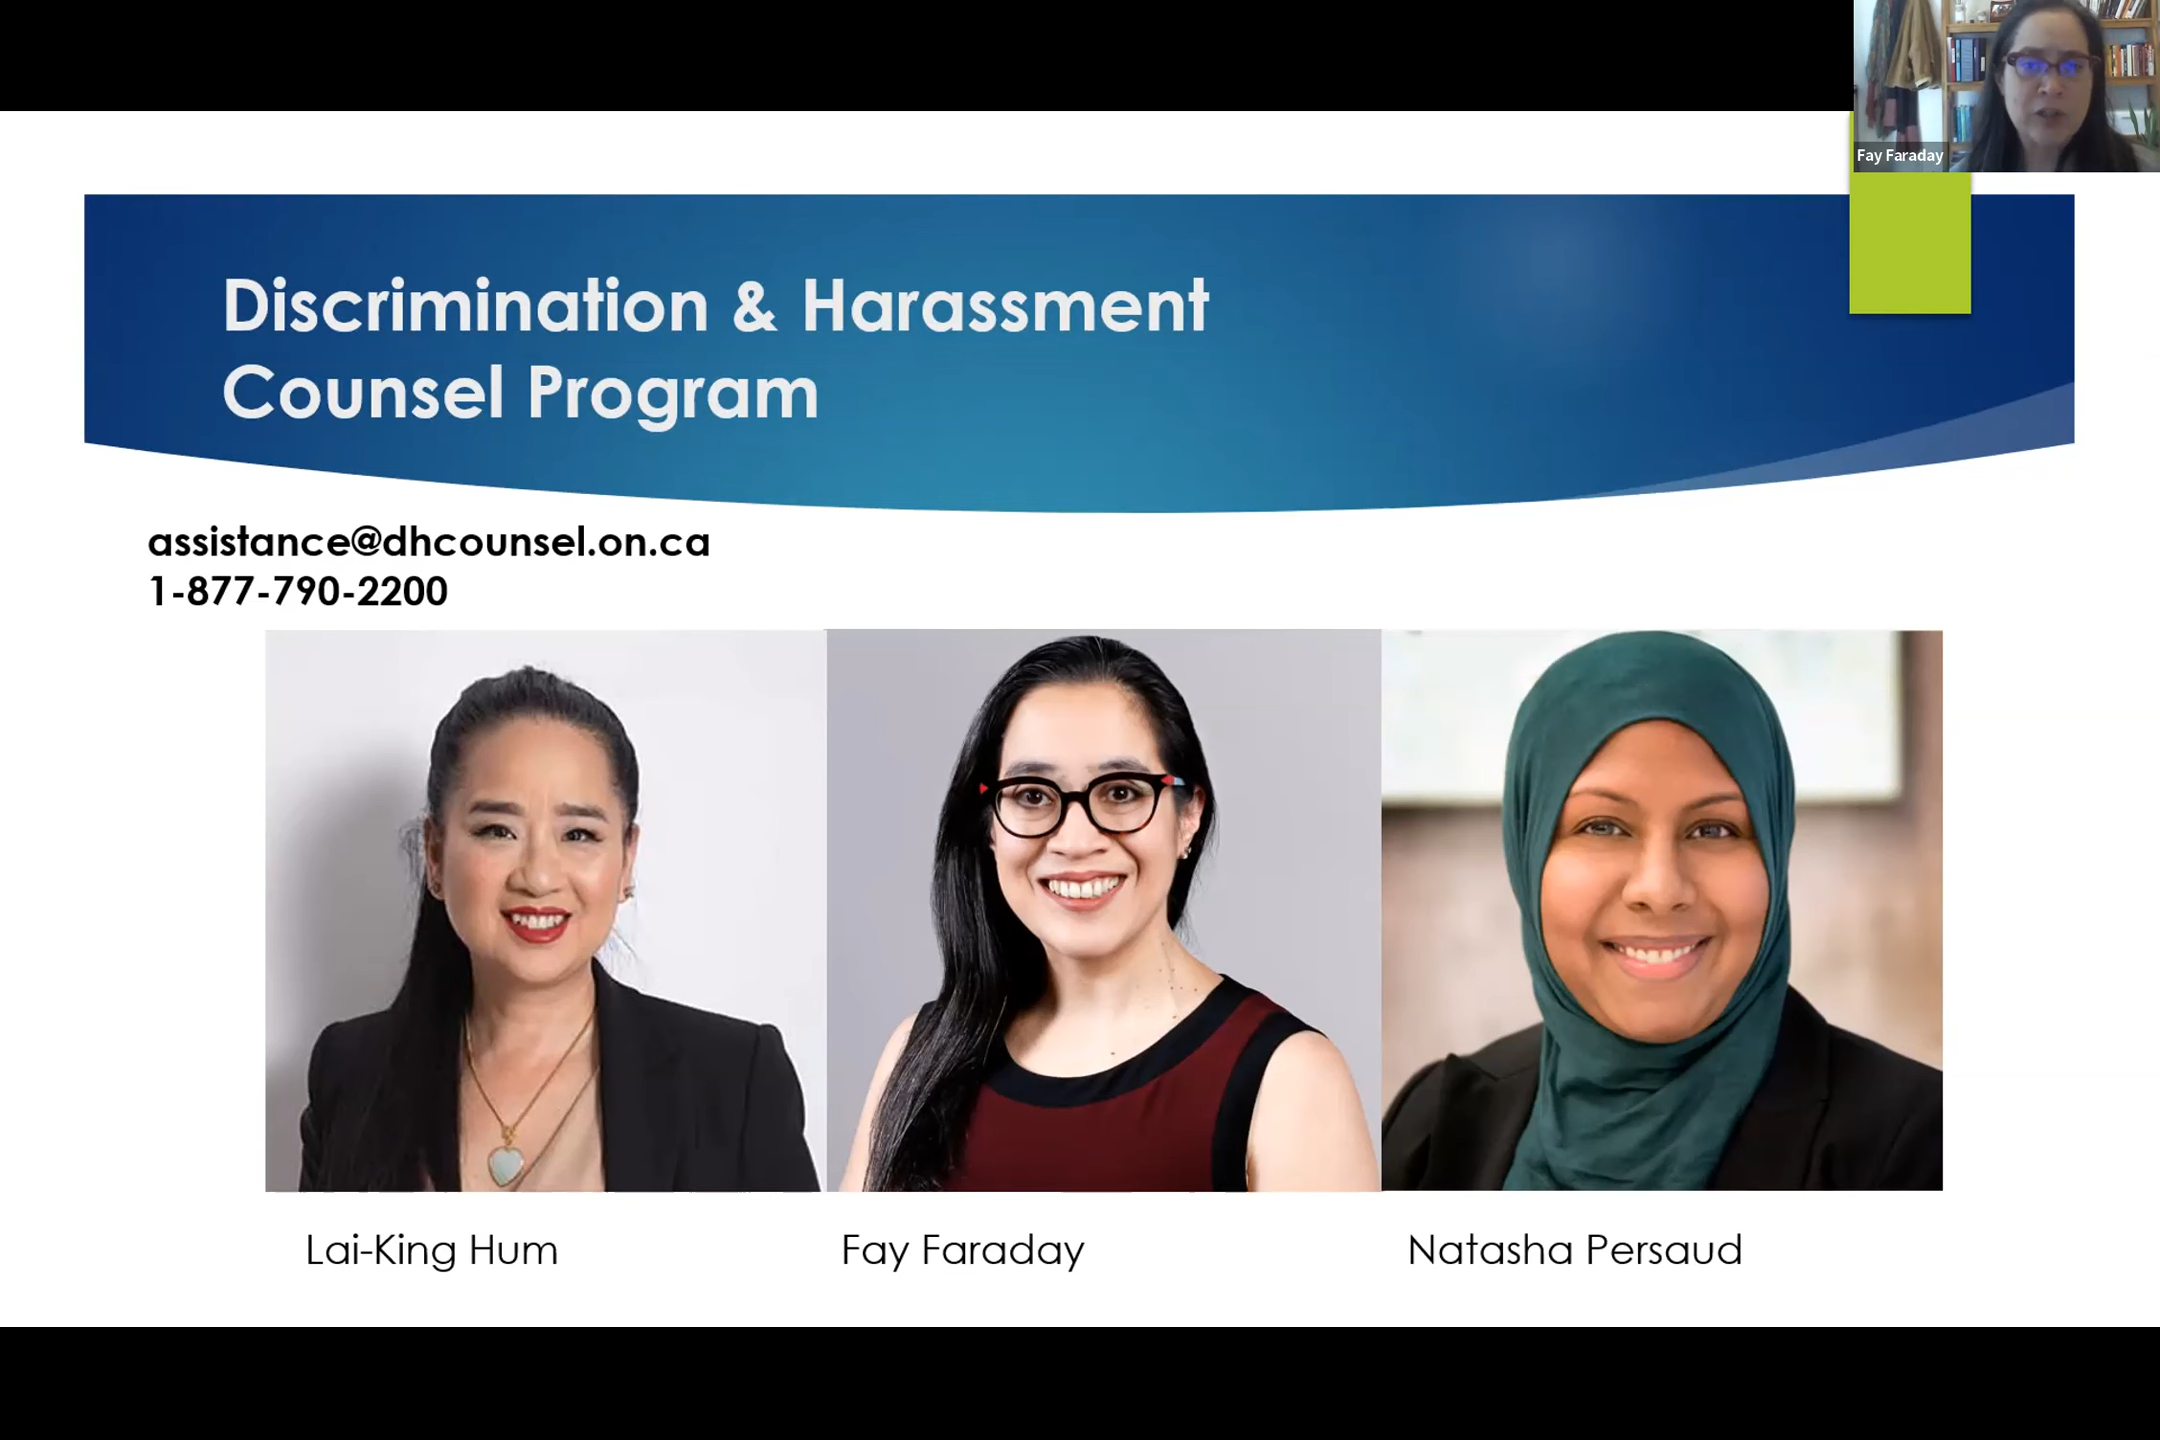 Fay Faraday
Discrimination & Harassment
Counsel Program
assistance@dhcounsel.on.ca
1-877-790-2200
Lai-King Hum
Fay Faraday
Natasha Persaud